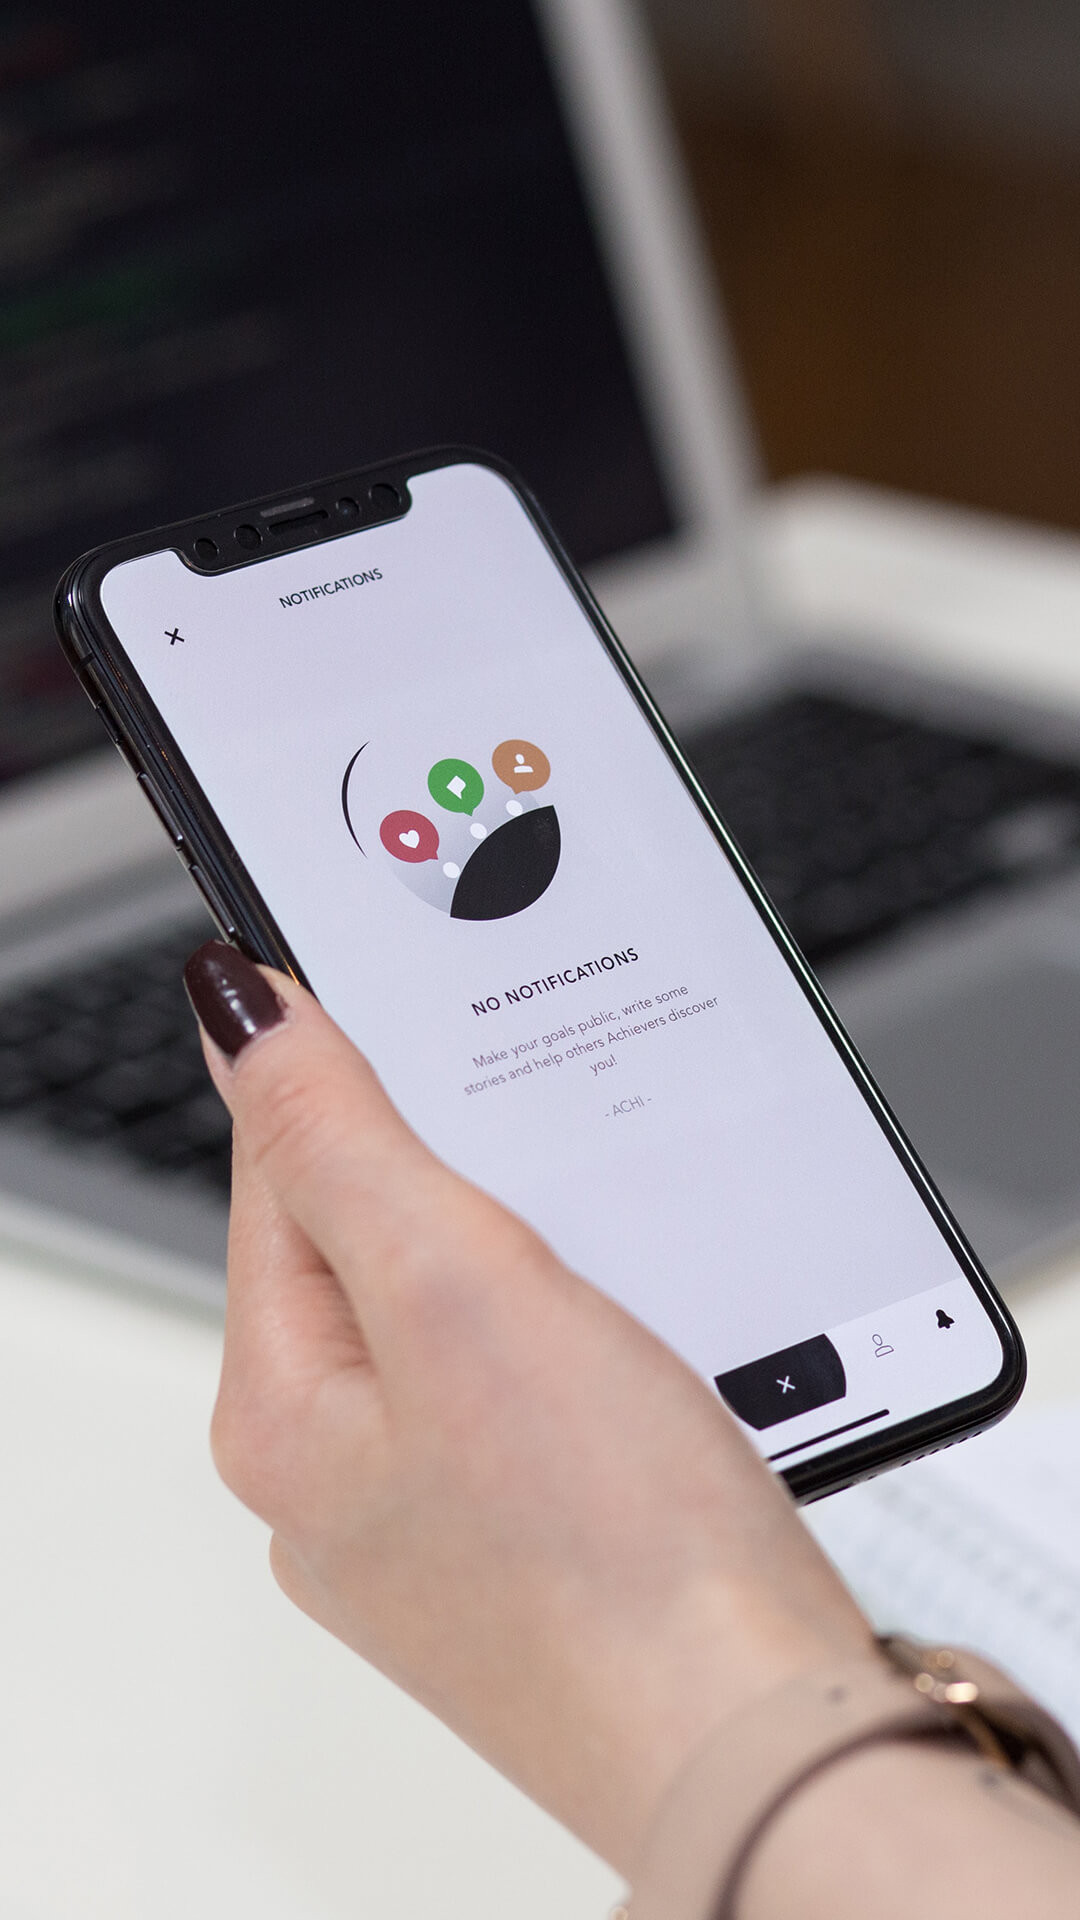 NOTIFICATIONS
NO NOTIFICATIONS
Make your goals public, write some
stories and help others Achievers discover
you!
- ACHI -